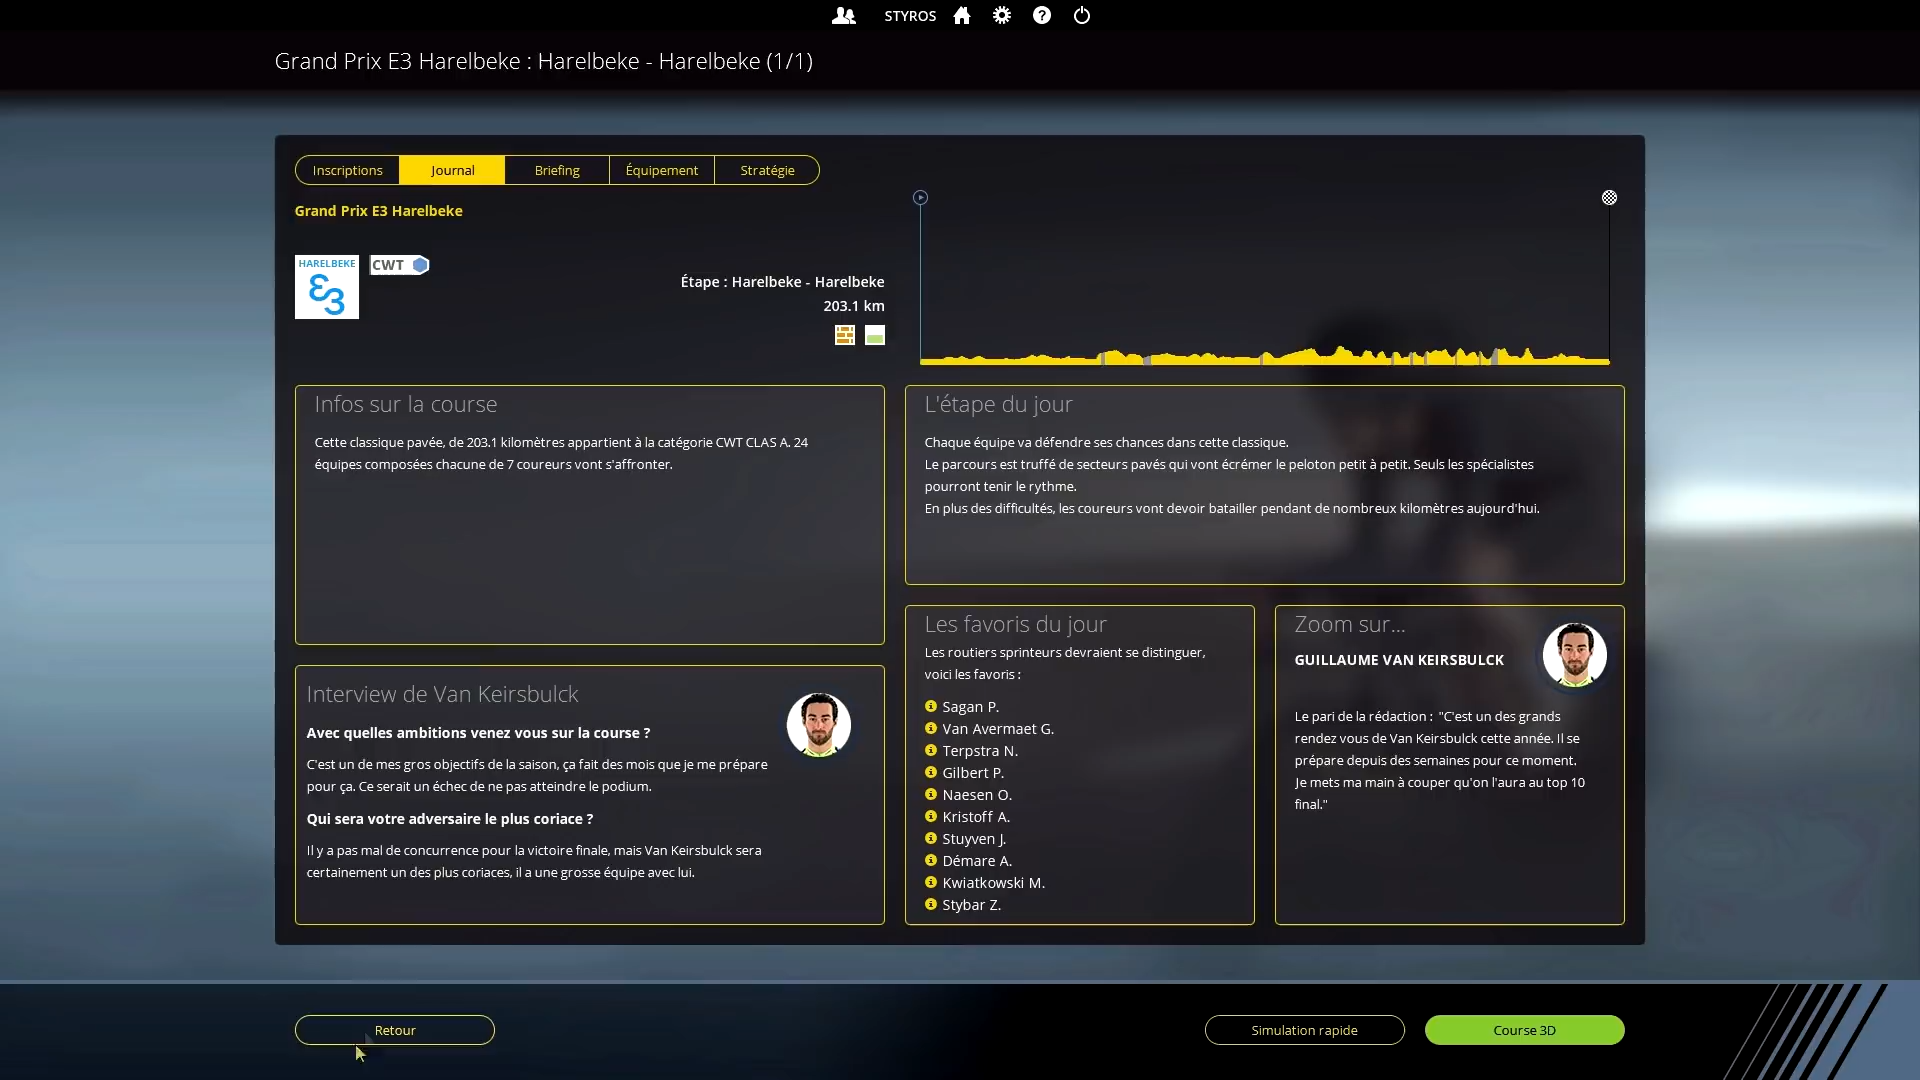 STYROS
Grand Prix E3 Harelbeke : Harelbeke - Harelbeke (1/1)
Inscriptions
Journal
Briefing
Équipement
Stratégie
Grand Prix E3 Harelbeke
HARELBEKE
E3
CWT
Étape : Harelbeke - Harelbeke
203.1 km
Infos sur la course
Cette classique pavée, de 203.1 kilomètres appartient à la catégorie CWT CLAS A. 24
équipes composées chacune de 7 coureurs vont s'affronter.
L'étape du jour
Chaque équipe va défendre ses chances dans cette classique.
Le parcours est truffé de secteurs pavés qui vont écrémer le peloton petit à petit. Seuls les spécialistes
pourront tenir le rythme.
En plus des difficultés, les coureurs vont devoir batailler pendant de nombreux kilomètres aujourd'hui.
Interview de Van Keirsbulck
Avec quelles ambitions venez vous sur la course ?
C'est un de mes gros objectifs de la saison, ça fait des mois que je me prépare
pour ça. Ce serait un échec de ne pas atteindre le podium.
Qui sera votre adversaire le plus coriace ?
Il y a pas mal de concurrence pour la victoire finale, mais Van Keirsbulck sera
certainement un des plus coriaces, il a une grosse équipe avec lui.
Les favoris du jour
Les routiers sprinteurs devraient se distinguer,
voici les favoris :
Sagan P.
Van Avermaet G.
Terpstra N.
Gilbert P.
Naesen O.
Kristoff A.
Stuyven J.
Démare A.
Kwiatkowski M.
Stybar Z.
Zoom sur...
GUILLAUME VAN KEIRSBULCK
Le pari de la rédaction : "C'est un des grands
rendez vous de Van Keirsbulck cette année. Il se
prépare depuis des semaines pour ce moment.
Je mets ma main à couper qu'on l'aura au top 10
final."
Retour
Simulation rapide
Course 3D